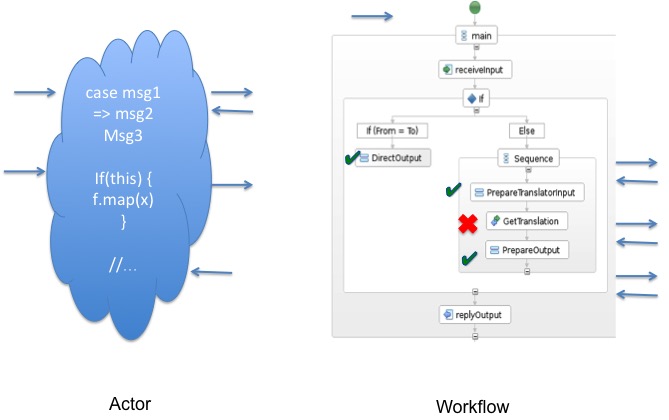 case msg1
=> msg2
Msg3
If(this) {
f.map(x)
}
//...
Actor
main
receiveInput
If
If (From = To)
Else
DirectOutput
Sequence
PrepareTranslatorInput
GetTranslation
PrepareOutput
replyOutput
Workflow